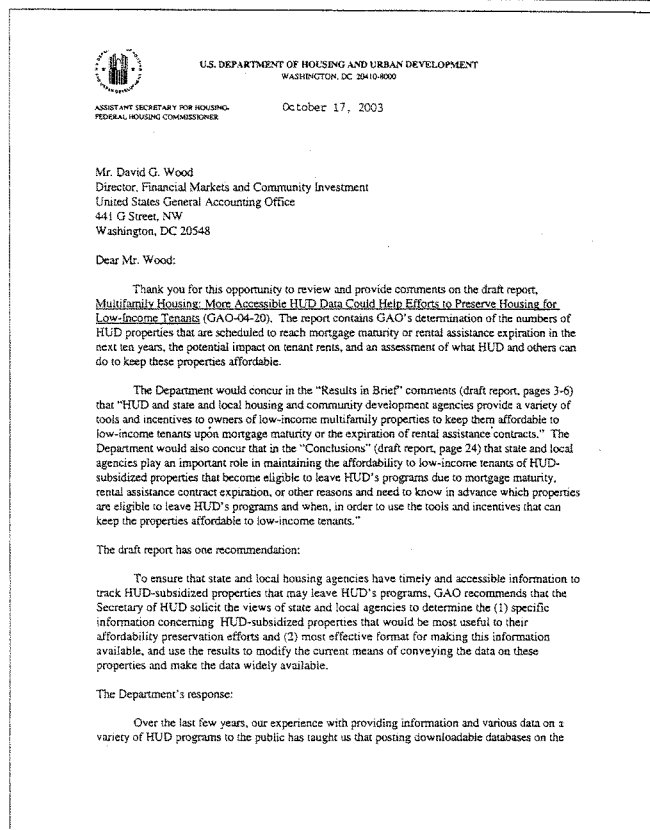 U.S. DEPARTMENT OF HOUSING AND URBAN DEVELOPMENT
WASHINGTON, DC 20410-8000
ASSISTANT SECRETARY FOR HOUSING-
FEDERAL HOUSING COMMISSIONER
October 17, 2003
Mr. David G. Wood
Director, Financial Markets and Community Investment
United States General Accounting Office
441 G Street, NW
Washington, DC 20548
Dear Mr. Wood:
Thank you for this opportunity to review and provide comments on the draft report,
Multifamily Housing: More Accessible HUD Data Could Help Efforts to Preserve Housing for
Low-Income Tenants (GAO-04-20). The report contains GAO's determination of the numbers of
HUD properties that are scheduled to reach mortgage maturity or rental assistance expiration in the
next ten years, the potential impact on tenant rents, and an assessment of what HUD and others can
do to keep these properties affordable.
The Department would concur in the "Results in Brief" comments (draft report, pages 3-6)
that "HUD and state and local housing and community development agencies provide a variety of
tools and incentives to owners of low-income multifamily properties to keep them affordable to
low-income tenants upon mortgage maturity or the expiration of rental assistance contracts." The
Department would also concur that in the "Conclusions" (draft report, page 24) that state and local
agencies play an important role in maintaining the affordability to low-income tenants of HUD-
subsidized properties that become eligible to leave HUD's programs due to mortgage maturity,
rental assistance contract expiration, or other reasons and need to know in advance which properties
are eligible to leave HUD's programs and when, in order to use the tools and incentives that can
keep the properties affordable to low-income tenants."
The draft report has one recommendation:
To ensure that state and local housing agencies have timely and accessible information to
track HUD-subsidized properties that may leave HUD's programs, GAO recommends that the
Secretary of HUD solicit the views of state and local agencies to determine the (1) specific
information concerning HUD-subsidized properties that would be most useful to their
affordability preservation efforts and (2) most effective format for making this information
available, and use the results to modify the current means of conveying the data on these
properties and make the data widely available.
The Department's response:
Over the last few years, our experience with providing information and various data on a
variety of HUD programs to the public has taught us that posting downloadable databases on the